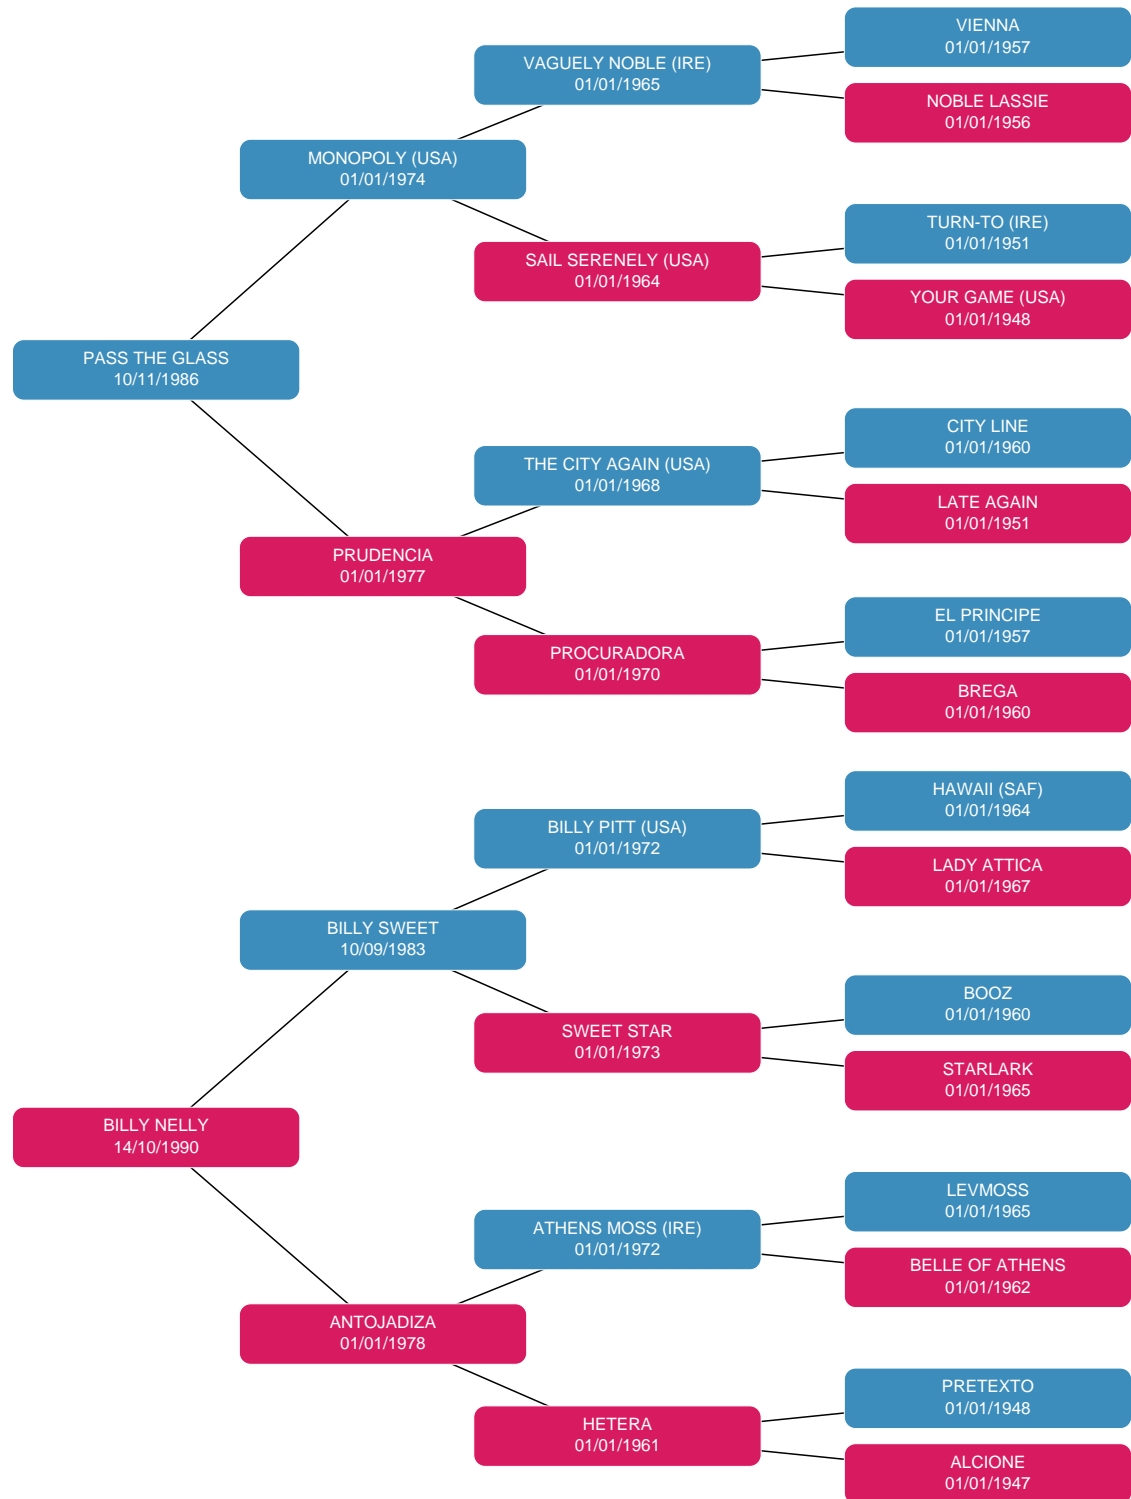 VIENNA
01/01/1957
VAGUELY NOBLE (IRE)
01/01/1965
NOBLE LASSIE
01/01/1956
MONOPOLY (USA)
01/01/1974
TURN-TO (IRE)
01/01/1951
SAIL SERENELY (USA)
01/01/1964
YOUR GAME (USA)
01/01/1948
PASS THE GLASS
10/11/1986
CITY LINE
01/01/1960
THE CITY AGAIN (USA)
01/01/1968
LATE AGAIN
01/01/1951
PRUDENCIA
01/01/1977
EL PRINCIPE
01/01/1957
PROCURADORA
01/01/1970
BREGA
01/01/1960
HAWAII (SAF)
01/01/1964
BILLY PITT (USA)
01/01/1972
LADY ATTICA
01/01/1967
BILLY SWEET
10/09/1983
BOOZ
01/01/1960
SWEET STAR
01/01/1973
STARLARK
01/01/1965
BILLY NELLY
14/10/1990
LEVMOSS
01/01/1965
ATHENS MOSS (IRE)
01/01/1972
BELLE OF ATHENS
01/01/1962
ANTOJADIZA
01/01/1978
PRETEXTO
01/01/1948
HETERA
01/01/1961
ALCIONE
01/01/1947